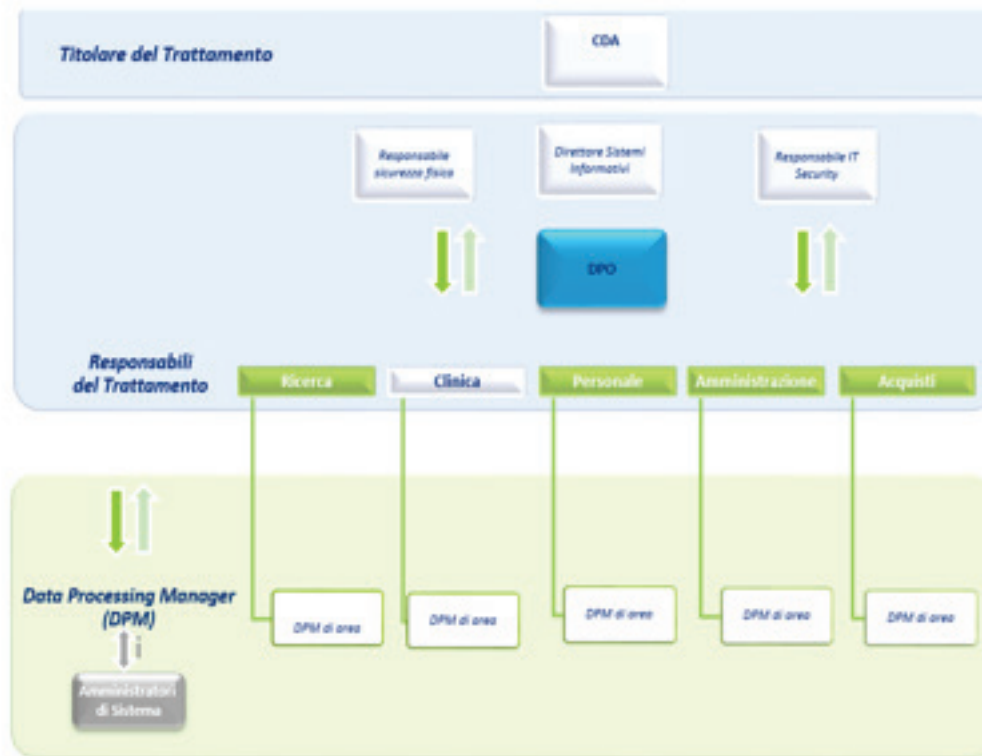 Titolare del Trattamento
CDA
Responsabile
sicurezza fisica
Direttore Sistemi
Informativi
Responsabile IT
Security
DPO
Responsabili
del Trattamento
Ricerca
Clinica
Personale
Amministrazione
Acquisti
Data Processing Manager
(DPM)
DPM di area
DPM di area
DPM di area
DPM di area
DPM di area
Amministratori
di Sistema